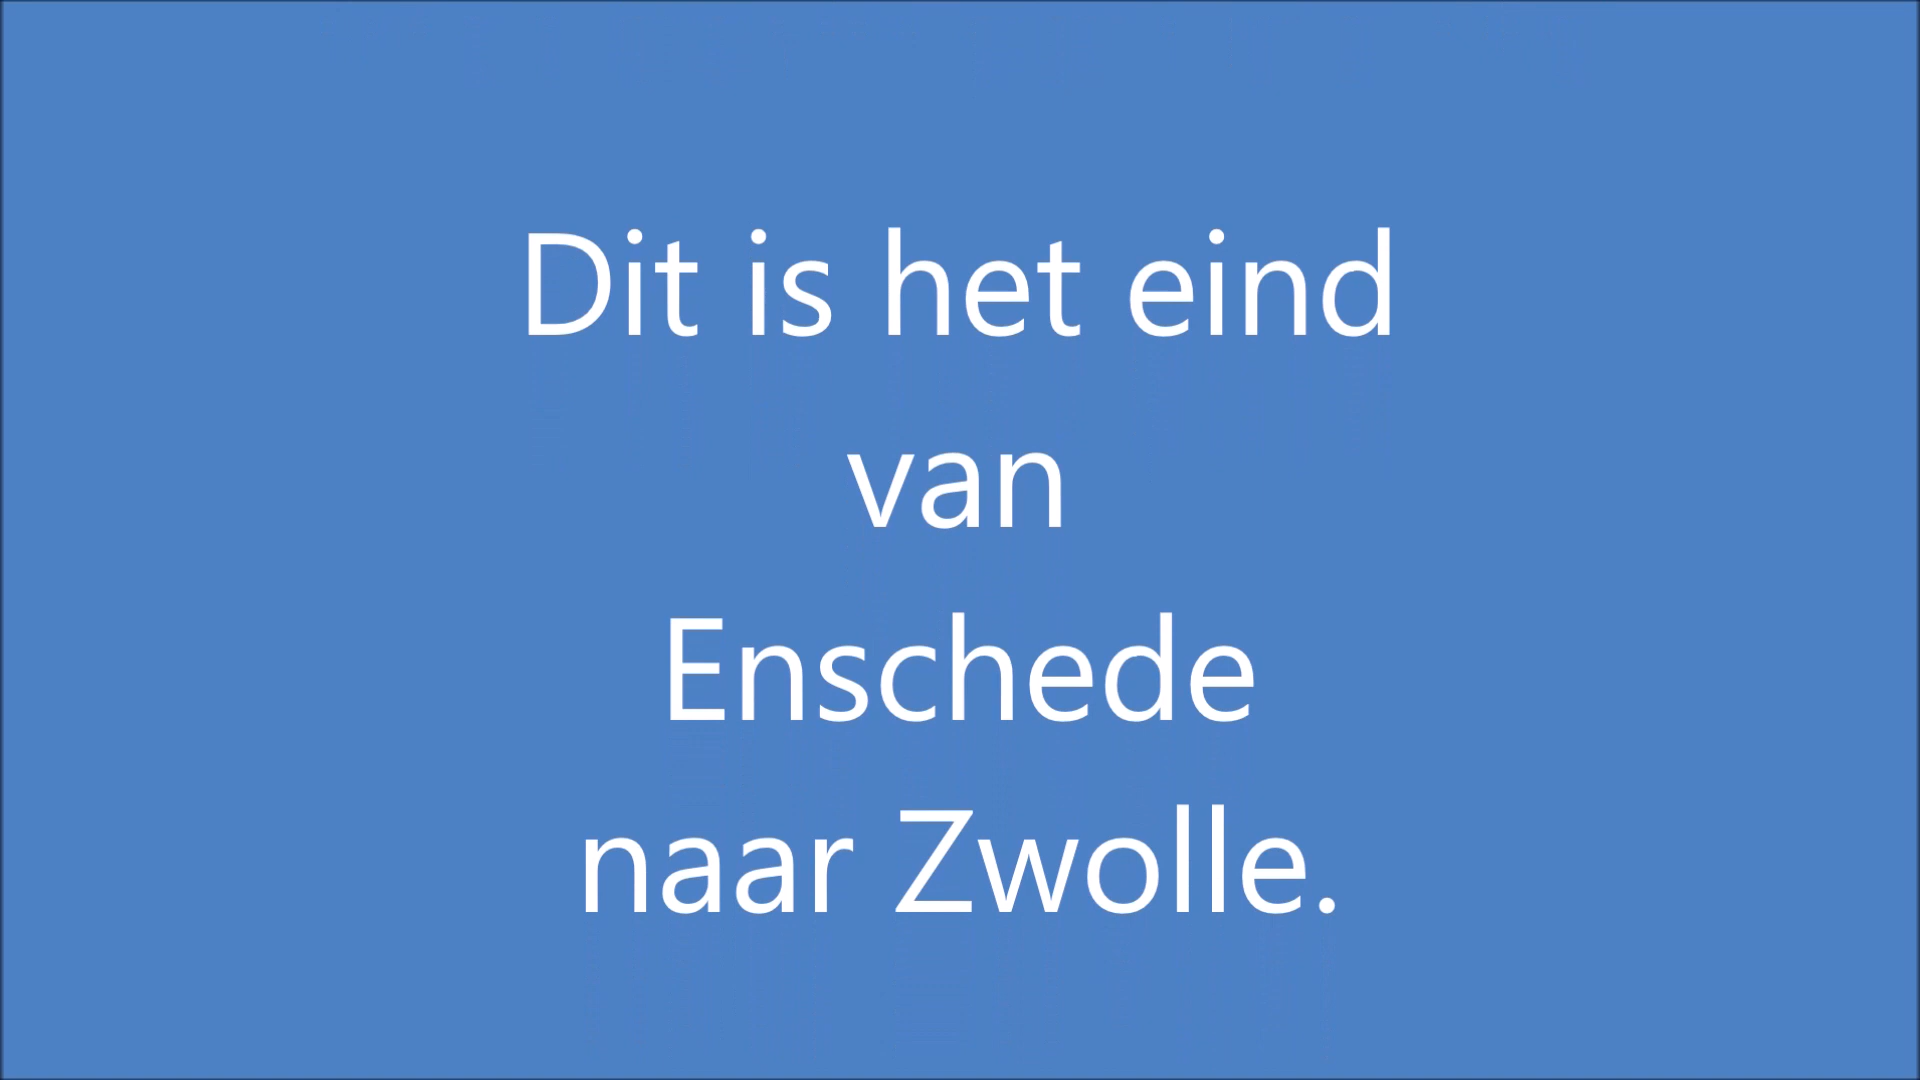 Dit is het eind
van
Enschede
naar Zwolle.